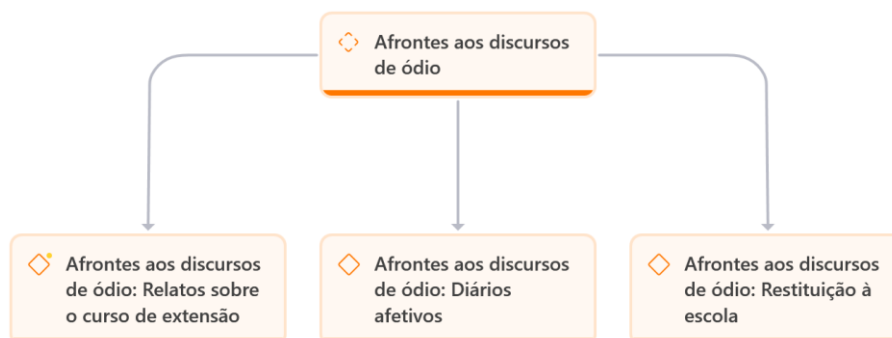 Afrontes aos discursos
de ódio
Afrontes aos discursos
de ódio: Relatos sobre
o curso de extensão
Afrontes aos discursos
de ódio: Diários
afetivos
Afrontes aos discursos
de ódio: Restituição à
escola